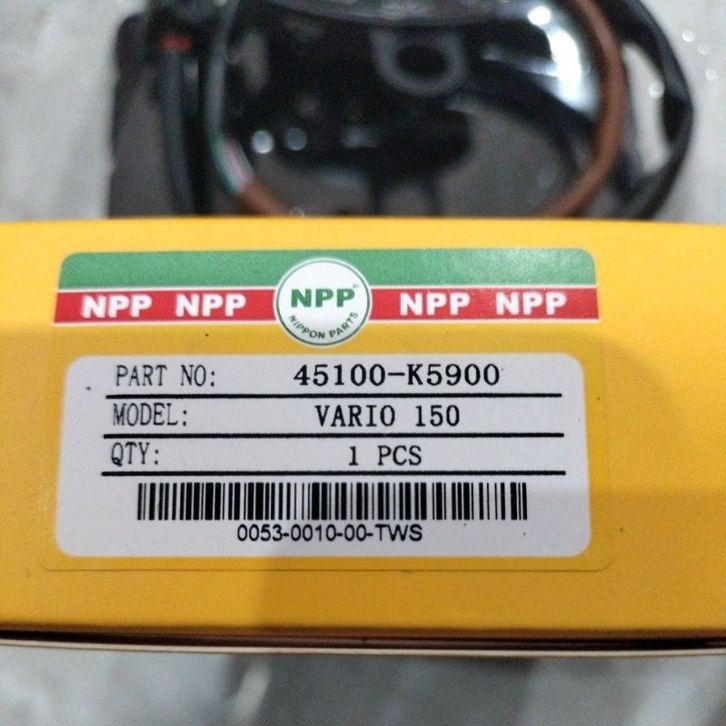 NPP NPP NPP NPP NPP
NIPPON PARTS
PART NO: 45100-K5900
MODEL: VARIO 150
QTY: 1 PCS
0053-0010-00-TWS